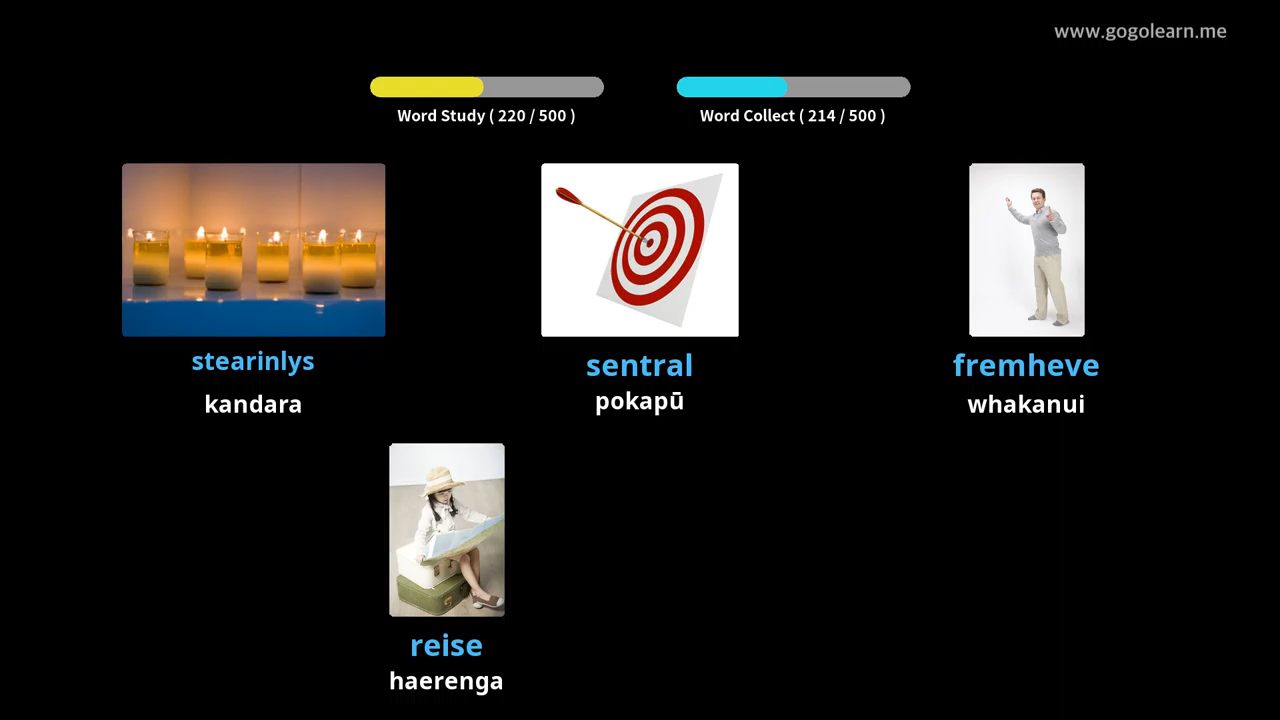 www.gogolearn.me
Word Study ( 220 / 500 )
Word Collect ( 214 / 500 )
stearinlys
kandara
sentral
pokapū
fremheve
whakanui
reise
haerenga